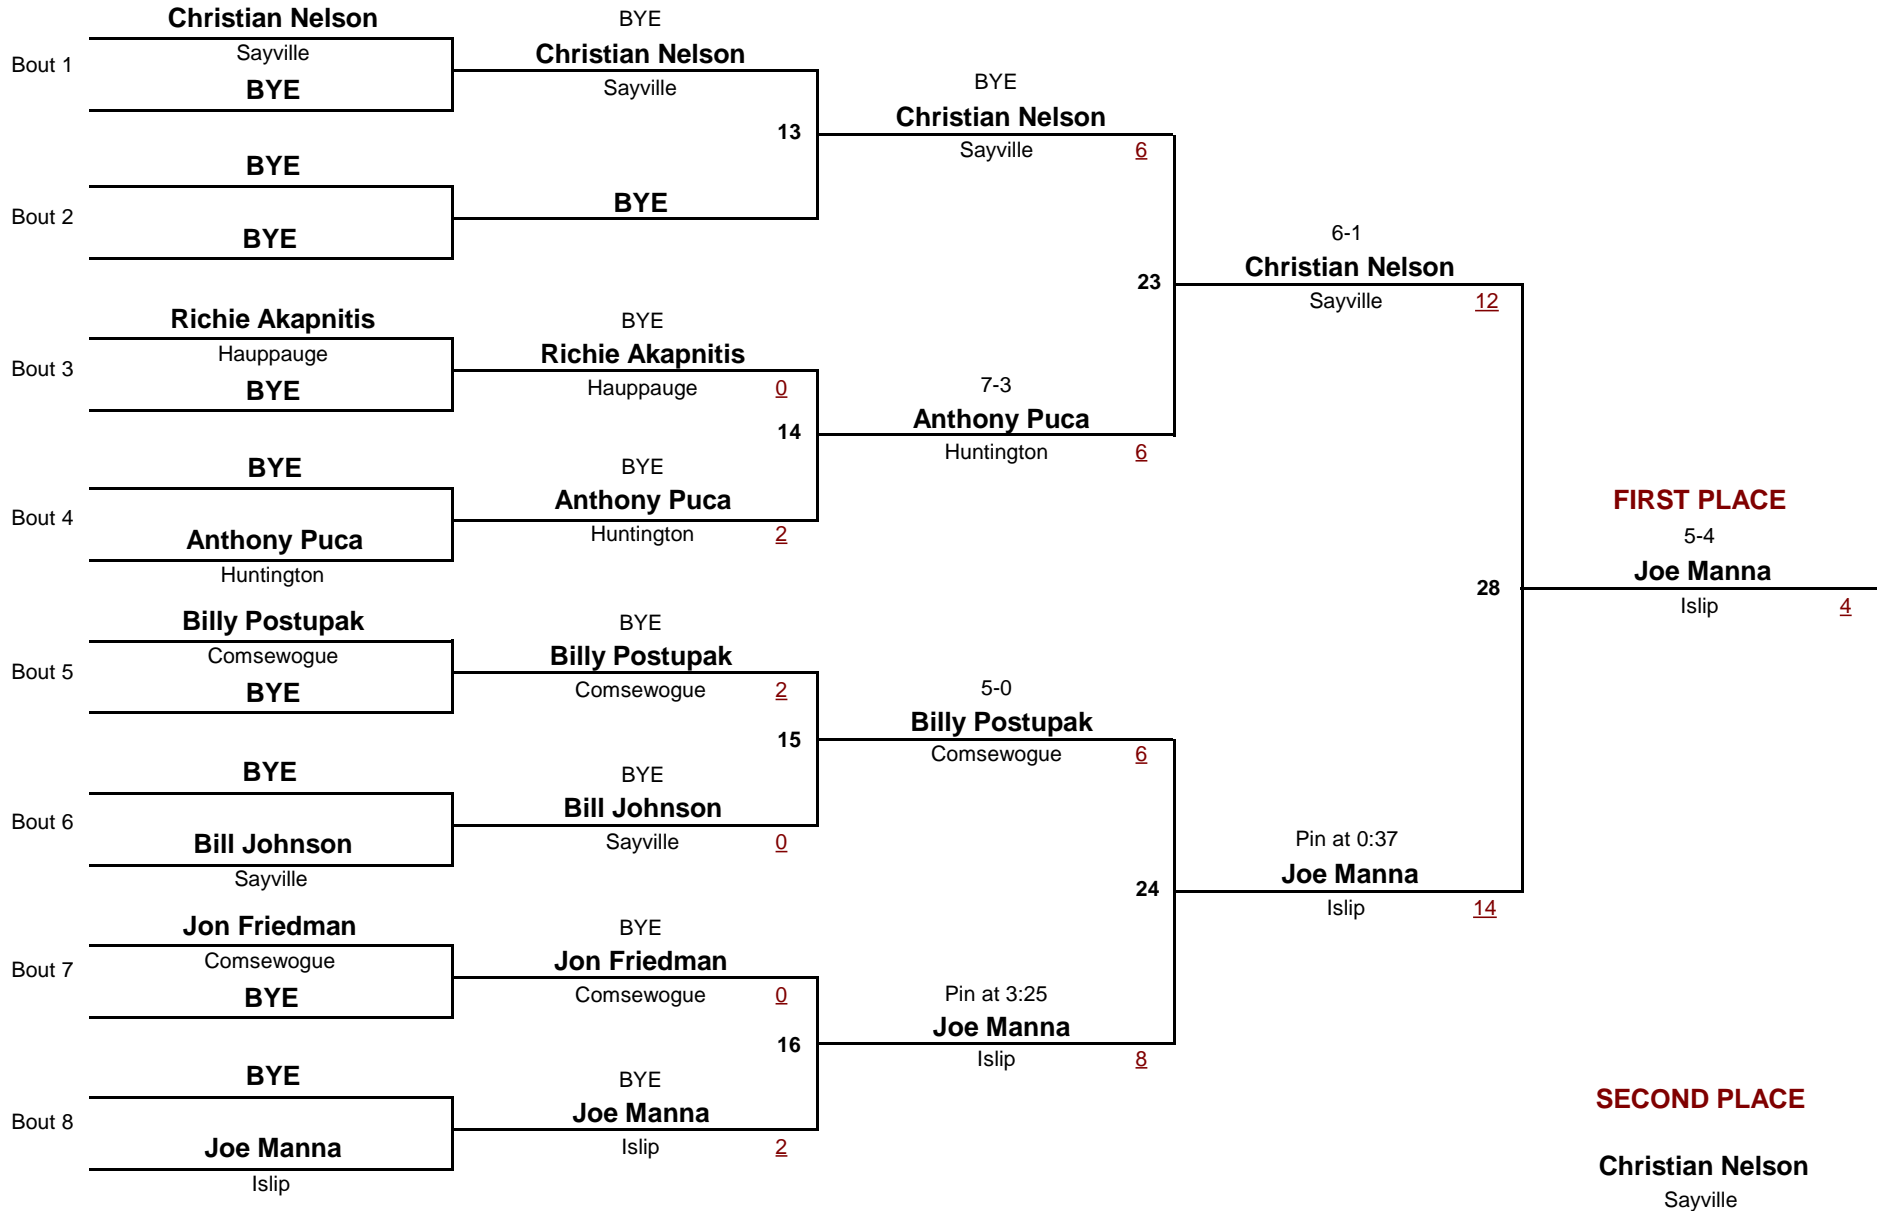 Christian Nelson
Bout 1
Sayville
BYE
BYE
Christian Nelson
Sayville
13
BYE
Christian Nelson
Sayville 6
BYE
Bout 2
BYE
BYE
23
6-1
Christian Nelson
Sayville 12
Richie Akapnitis
Bout 3
Hauppauge
BYE
BYE
Richie Akapnitis
Hauppauge 0
14
7-3
Anthony Puca
Huntington 6
BYE
Bout 4
Anthony Puca
Huntington
BYE
Anthony Puca
Huntington 2
28
FIRST PLACE
5-4
Joe Manna
Islip 4
Billy Postupak
Bout 5
Comsewogue
BYE
BYE
Billy Postupak
Comsewogue 2
15
5-0
Billy Postupak
Comsewogue 6
BYE
Bout 6
Bill Johnson
Sayville
BYE
Bill Johnson
Sayville 0
24
Pin at 0:37
Joe Manna
Islip 14
Jon Friedman
Bout 7
Comsewogue
BYE
BYE
Jon Friedman
Comsewogue 0
16
Pin at 3:25
Joe Manna
Islip 8
BYE
Bout 8
Joe Manna
Islip
BYE
Joe Manna
Islip 2
SECOND PLACE
Christian Nelson
Sayville